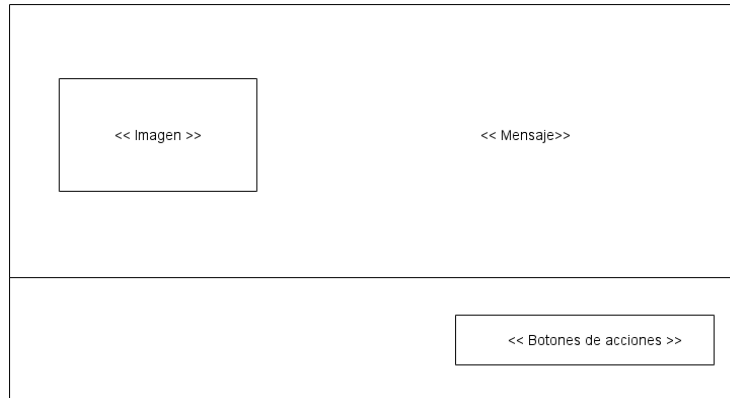 << Imagen >>
<< Mensaje>>
<< Botones de acciones >>